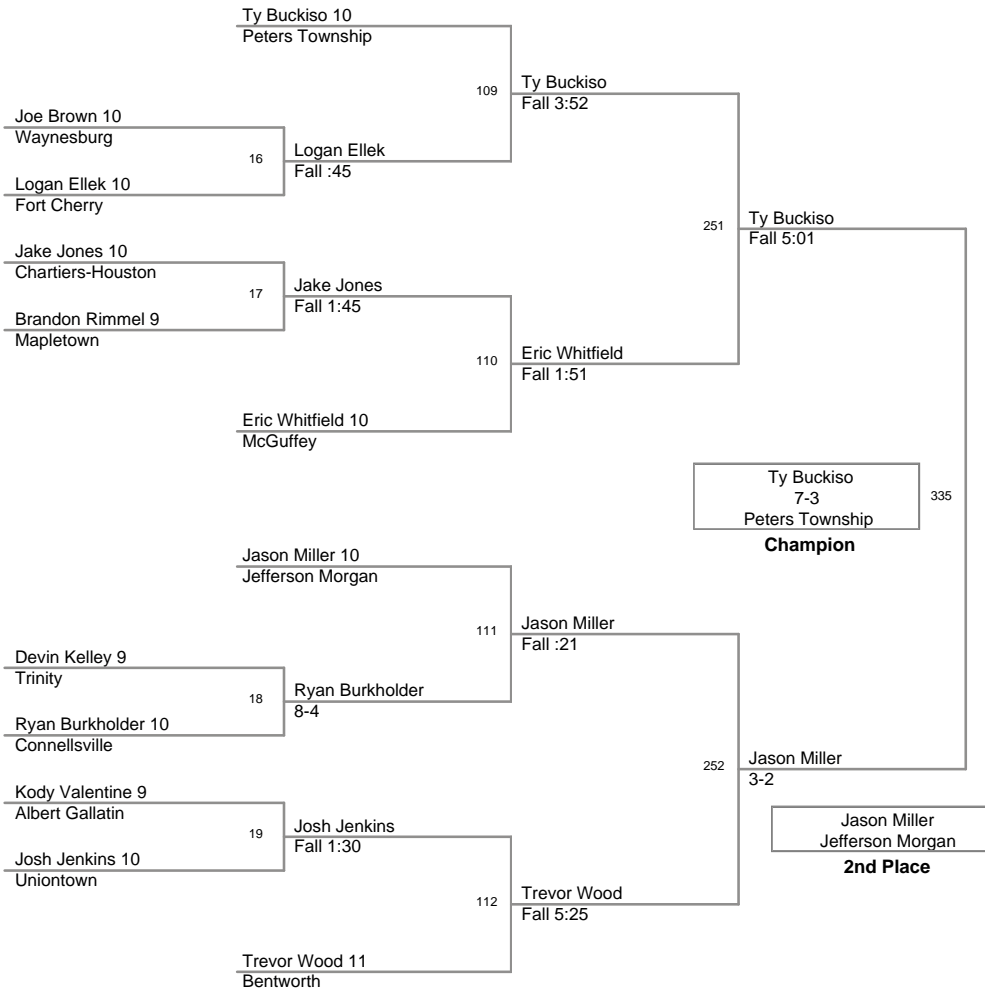 Ty Buckiso 10
Peters Township
109
Ty Buckiso
Fall 3:52
Joe Brown 10
Waynesburg
16
Logan Ellek
Fall :45
Logan Ellek 10
Fort Cherry
251
Ty Buckiso
Fall 5:01
Jake Jones 10
Chartiers-Houston
17
Jake Jones
Fall 1:45
Brandon Rimmel 9
Mapletown
110
Eric Whitfield
Fall 1:51
Eric Whitfield 10
McGuffey
Ty Buckiso
7-3
Peters Township
335
Champion
Jason Miller 10
Jefferson Morgan
111
Jason Miller
Fall :21
Devin Kelley 9
Trinity
18
Ryan Burkholder
8-4
Ryan Burkholder 10
Connellsville
252
Jason Miller
3-2
Kody Valentine 9
Albert Gallatin
19
Josh Jenkins
Fall 1:30
Josh Jenkins 10
Uniontown
Jason Miller
Jefferson Morgan
2nd Place
112
Trevor Wood
Fall 5:25
Trevor Wood 11
Bentworth